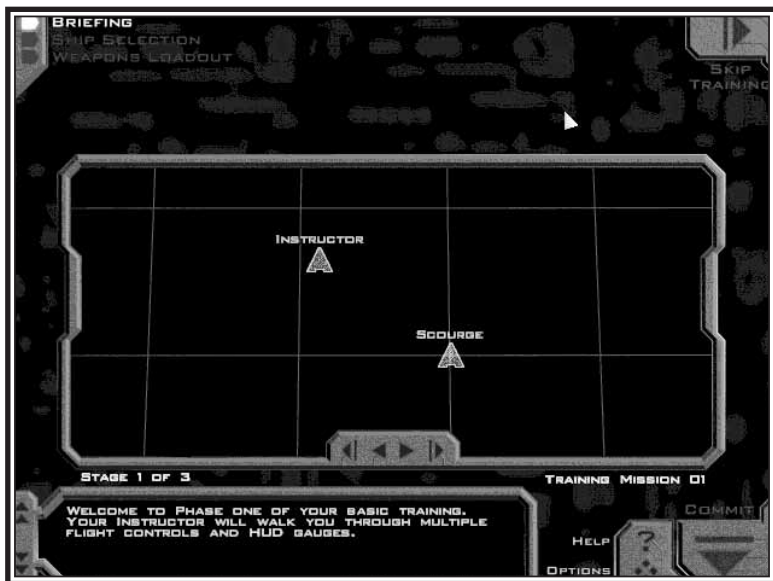 BRIEFING
SHIP SELECTION
WEAPONS LOADOUT
SKIP
TRAINING
INSTRUCTOR
SCOURGE
STAGE 1 OF 3
TRAINING MISSION 01
WELCOME TO PHASE ONE OF YOUR BASIC TRAINING.
YOUR INSTRUCTOR WILL WALK YOU THROUGH MULTIPLE
FLIGHT CONTROLS AND HUD GAUGES.
COMMIT
HELP
?
OPTIONS